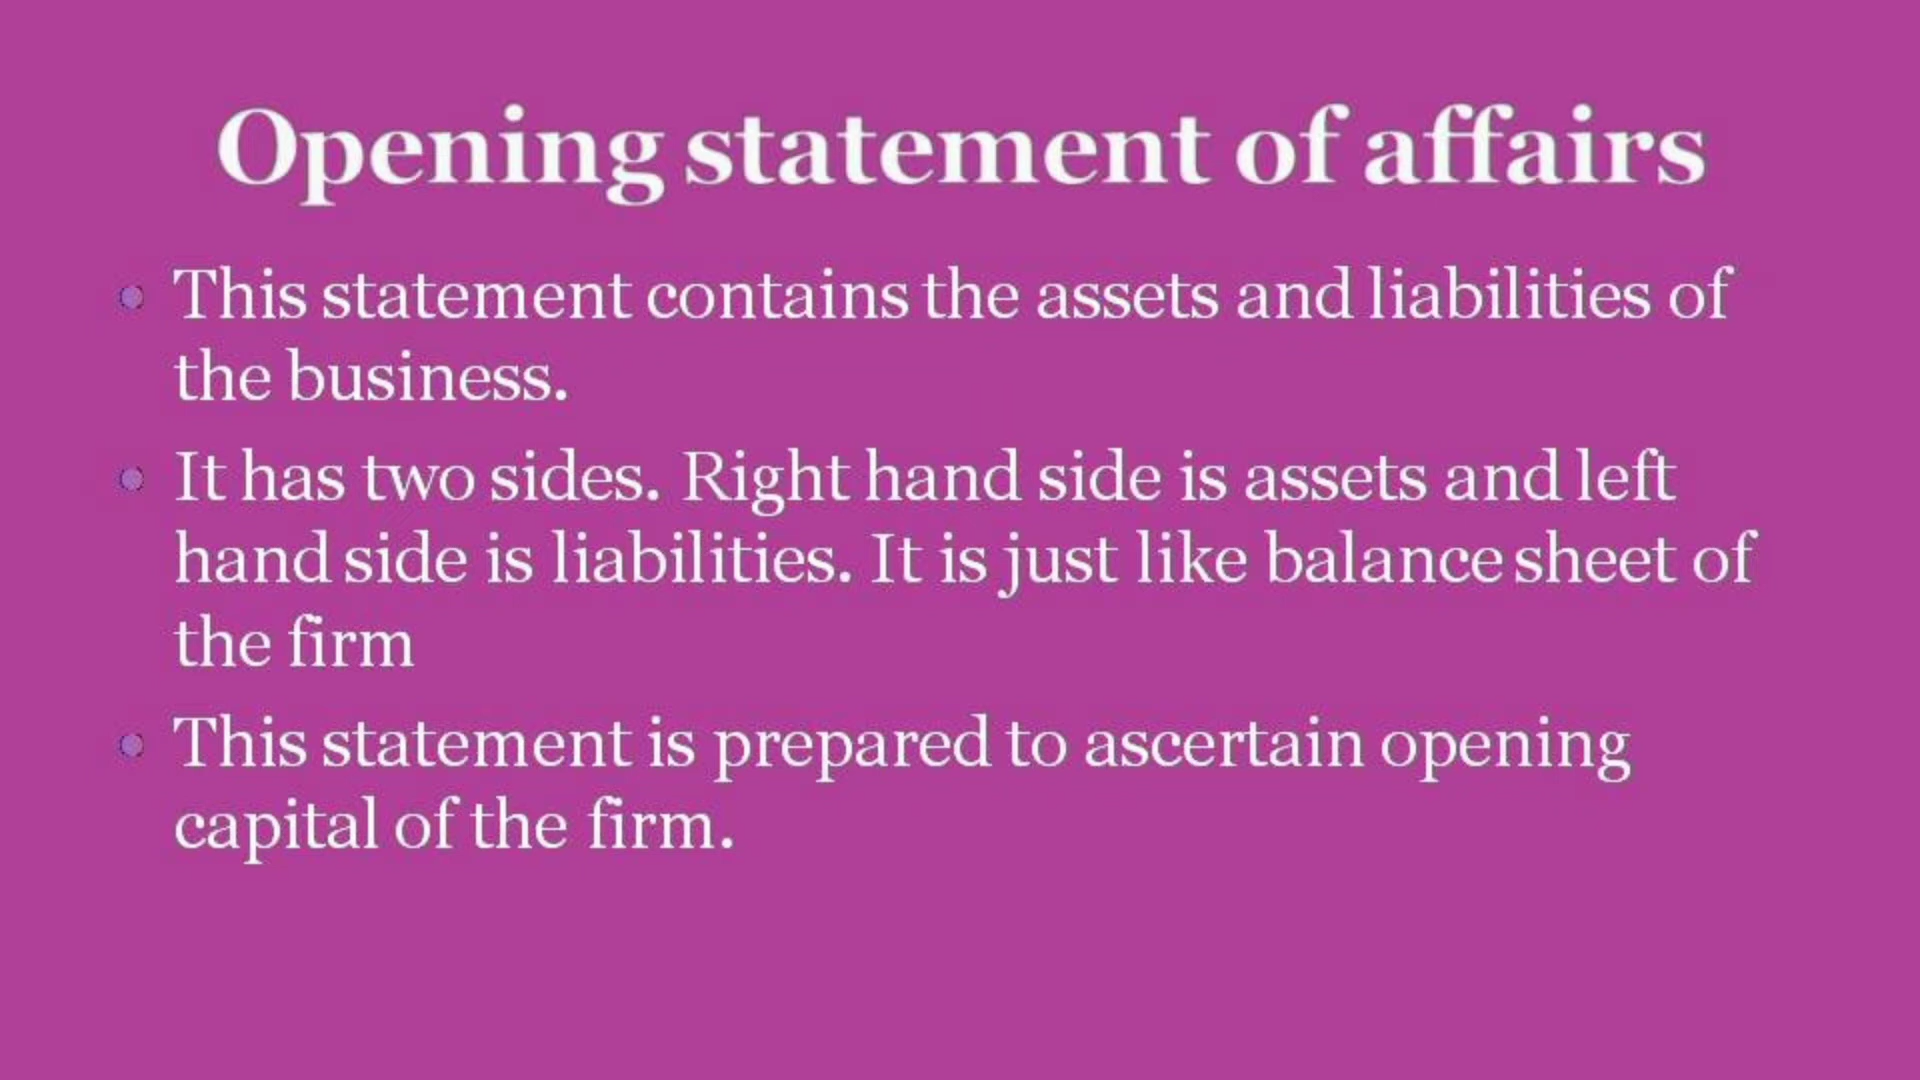 Opening statement of affairs
This statement contains the assets and liabilities of
the business.
It has two sides. Right hand side is assets and left
hand side is liabilities. It is just like balance sheet of
the firm
This statement is prepared to ascertain opening
capital of the firm.